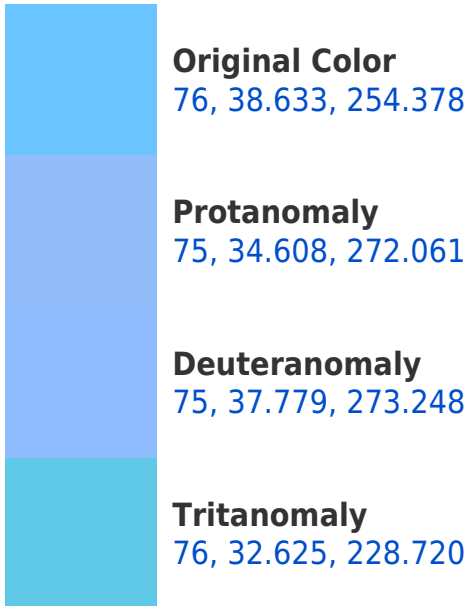 Original Color
76, 38.633, 254.378
Protanomaly
75, 34.608, 272.061
Deuteranomaly
75, 37.779, 273.248
Tritanomaly
76, 32.625, 228.720